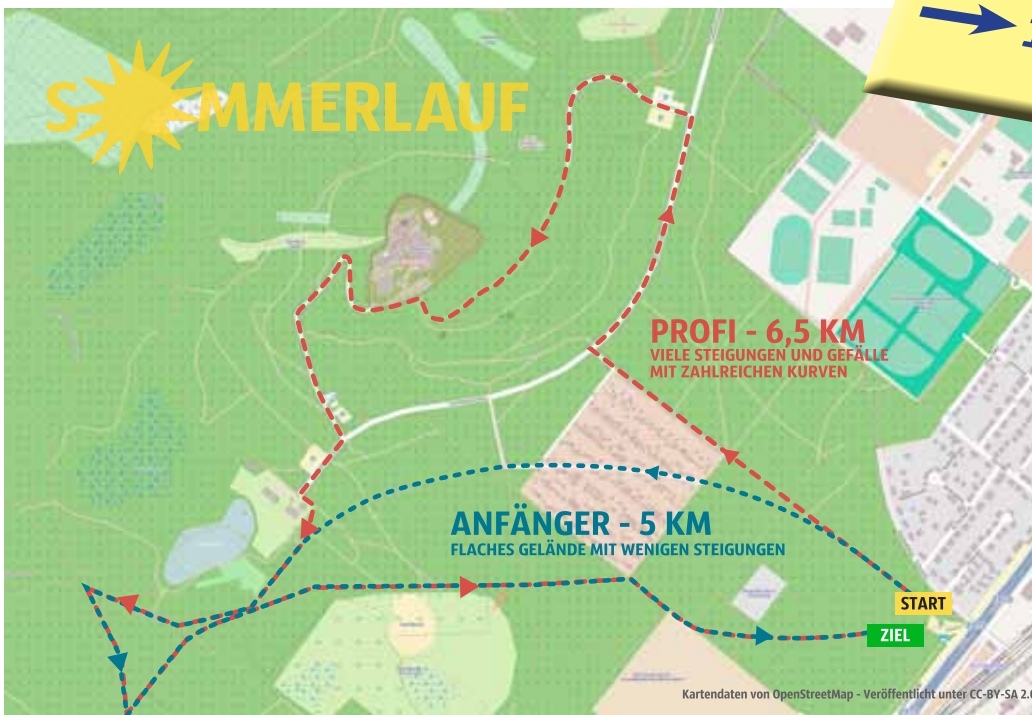 SOMMERLAUF
PROFI - 6,5 KM
VIELE STEIGUNGEN UND GEFÄLLE
MIT ZAHLREICHEN KURVEN
ANFÄNGER - 5 KM
FLACHES GELÄNDE MIT WENIGEN STEIGUNGEN
START
ZIEL
Kartendaten von OpenStreetMap - Veröffentlicht unter CC-BY-SA 2.0